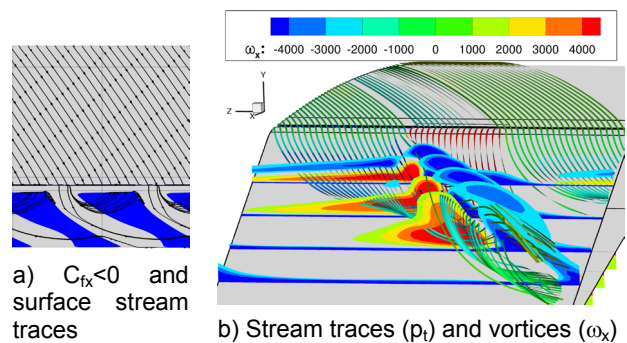 ωx: -4000 -3000 -2000 -1000 0 1000 2000 3000 4000
Y
Z
X
a) Cfx<0 and
surface stream
traces
b) Stream traces (pt) and vortices (ωx)